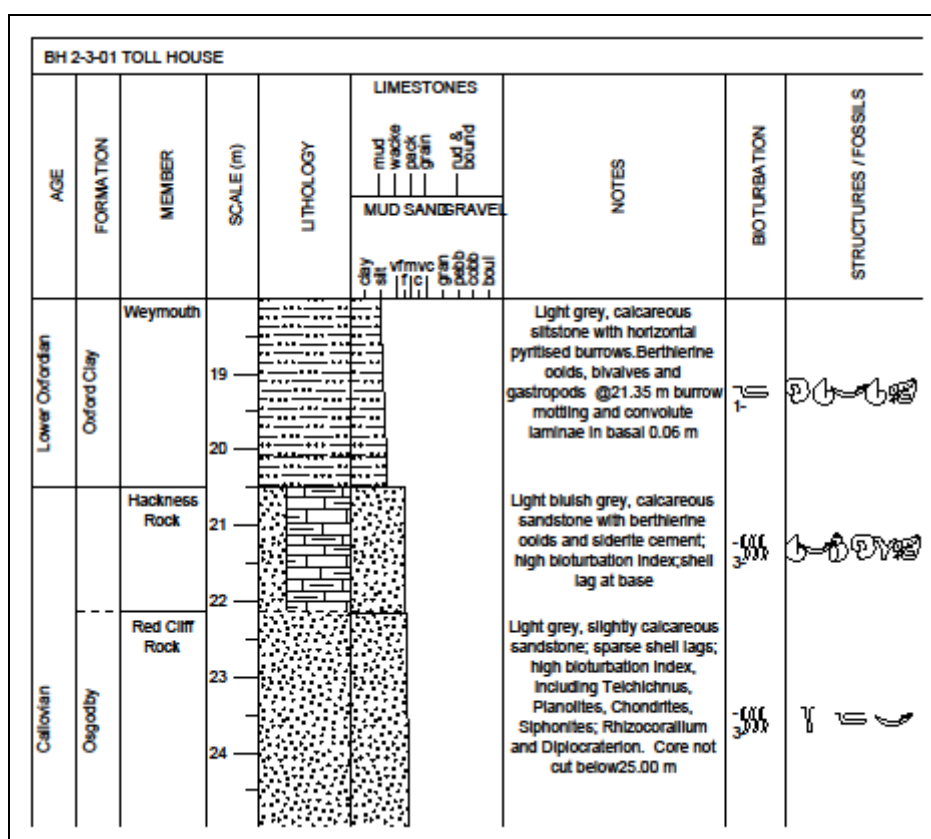 BH 2-3-01 TOLL HOUSE
AGE
FORMATION
MEMBER
SCALE (m)
LITHOLOGY
LIMESTONES
mud
wacke
pack
grain
rud &
bound
MUD SAND GRAVEL
clay
silt
vf
f
m
c
vc
gran
pebb
cobb
boul
NOTES
BIOTURBATION
STRUCTURES / FOSSILS
Lower Oxfordian
Oxford Clay
Weymouth
19
20
Light grey, calcareous
siltstone with horizontal
pyritised burrows.Berthierine
ooids, bivalves and
gastropods @21.35 m burrow
mottling and convolute
laminae in basal 0.06 m
1-
Callovian
Osgodby
Hackness
Rock
21
22
Light bluish grey, calcareous
sandstone with berthierine
ooids and siderite cement;
high bioturbation index;shell
lag at base
3-
Red Cliff
Rock
23
24
Light grey, slightly calcareous
sandstone; sparse shell lags;
high bioturbation index,
including Teichichnus,
Planolites, Chondrites,
Siphonites; Rhizocorallium
and Diplocraterion. Core not
cut below25.00 m
3-